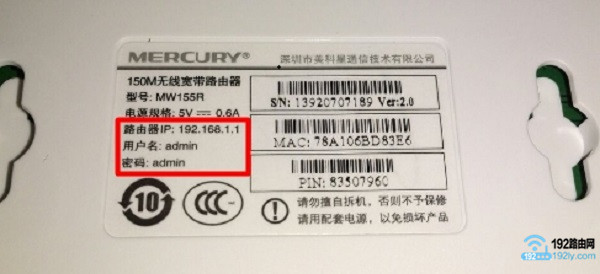 MERCURY®
深圳市美科星通信技术有限公司
150M无线宽带路由器
型号: MW155R
电源规格: 5V⎓0.6A
路由器IP: 192.168.1.1
用户名: admin
密码: admin
S/N: 13920707189 Ver:2.0
MAC: 78A106BD83E6
PIN: 83507960
10
CCC
请勿擅自拆机, 否则不予保修
请用配套电源, 以免损坏产品
192路由网
192ly.com